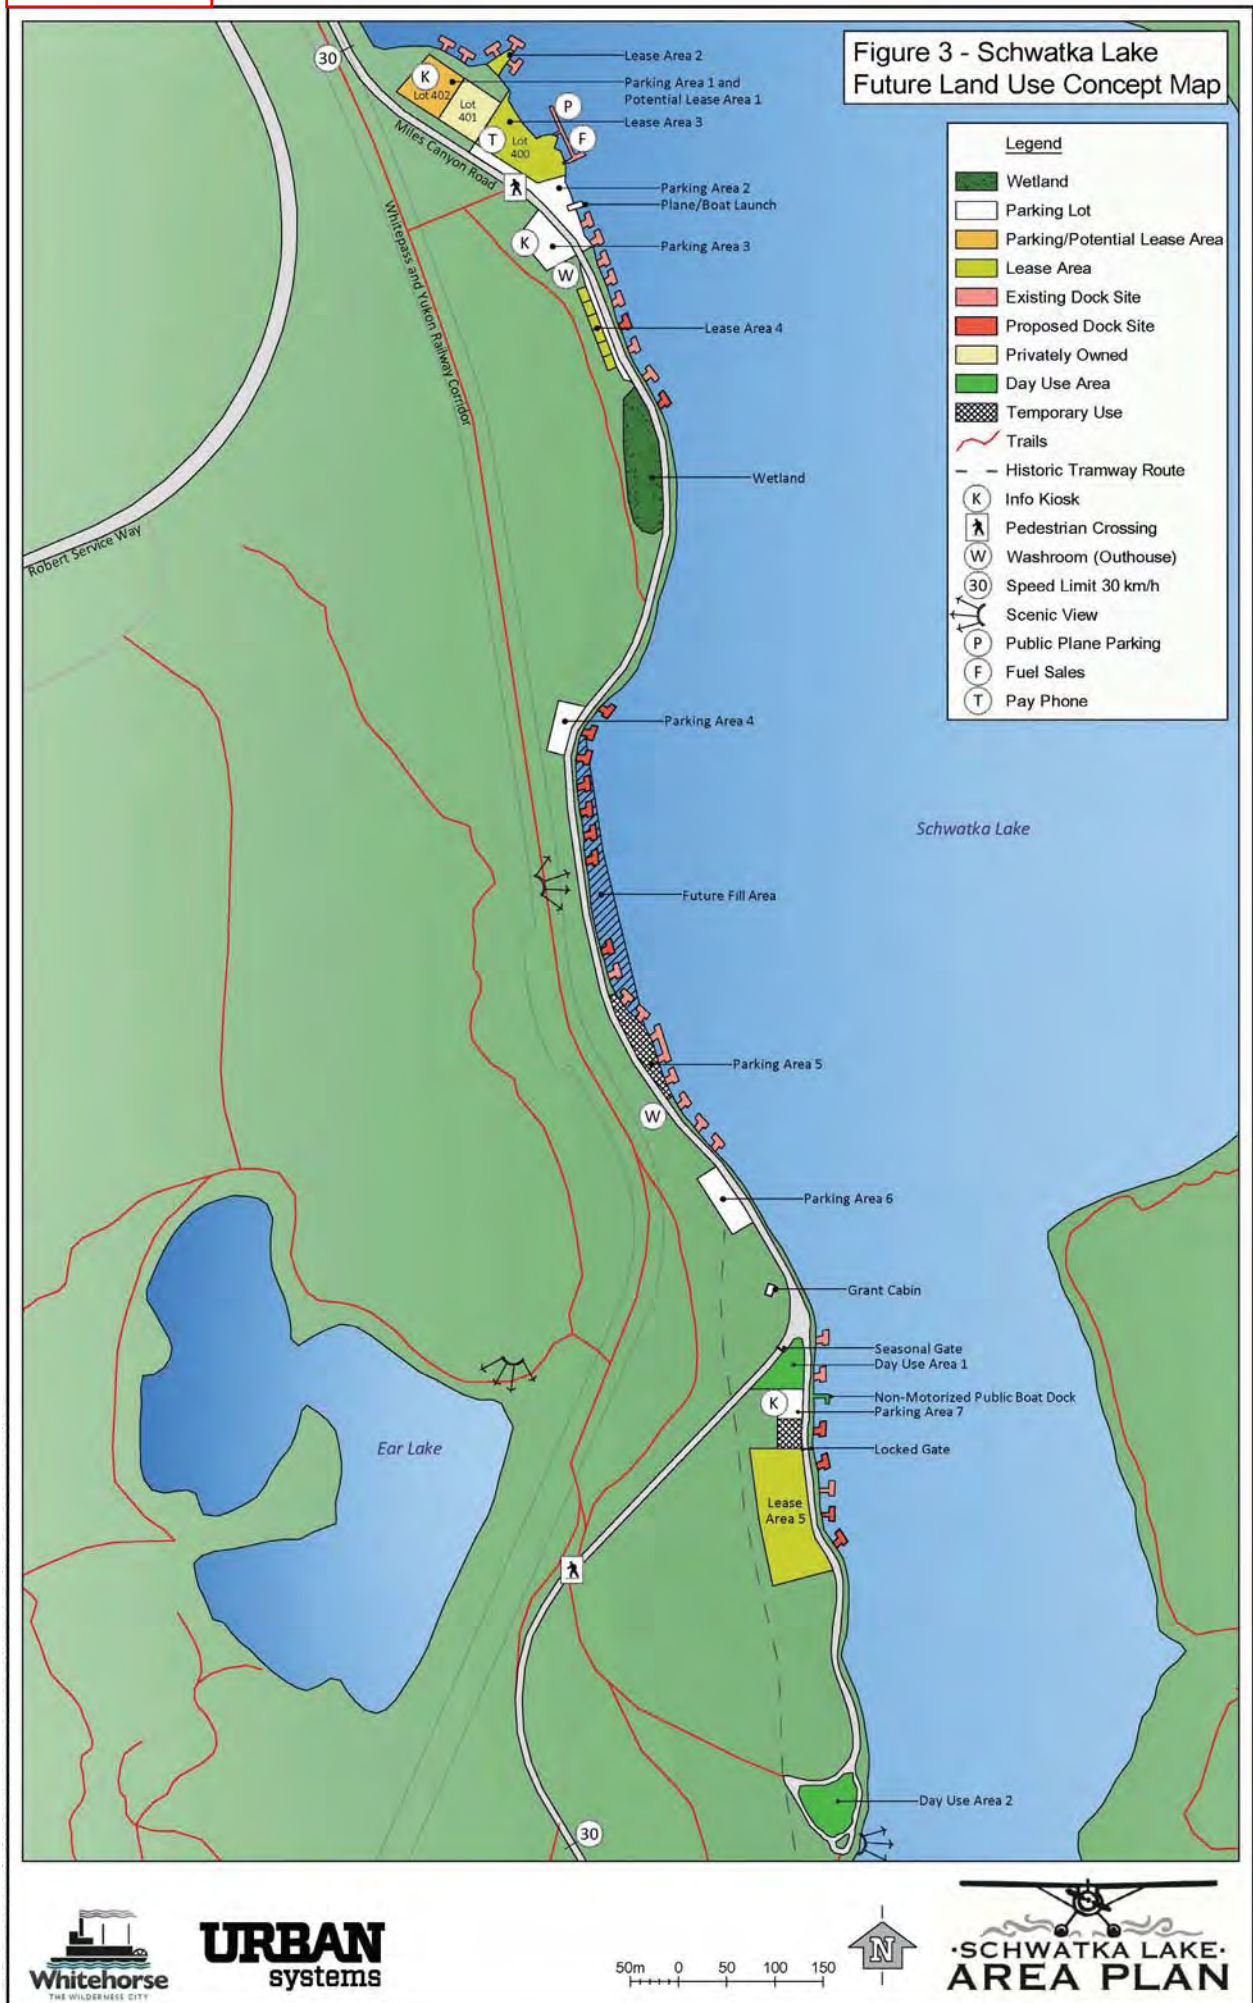 Figure 3 - Schwatka Lake
Future Land Use Concept Map
Legend
Wetland
Parking Lot
Parking/Potential Lease Area
Lease Area
Existing Dock Site
Proposed Dock Site
Privately Owned
Day Use Area
Temporary Use
Trails
Historic Tramway Route
K Info Kiosk
Pedestrian Crossing
W Washroom (Outhouse)
30 Speed Limit 30 km/h
Scenic View
P Public Plane Parking
F Fuel Sales
T Pay Phone
30
Lease Area 2
K
Lot 402
Parking Area 1 and
Potential Lease Area 1
Lot
401
P
Lease Area 3
T
Lot
400
F
Miles Canyon Road
Parking Area 2
Plane/Boat Launch
K
Parking Area 3
W
Whitepass and Yukon Railway Corridor
Lease Area 4
Wetland
Robert Service Way
Parking Area 4
Schwatka Lake
Future Fill Area
Parking Area 5
W
Parking Area 6
Grant Cabin
Seasonal Gate
Day Use Area 1
K
Non-Motorized Public Boat Dock
Parking Area 7
Ear Lake
Locked Gate
Lease
Area 5
Day Use Area 2
30
Whitehorse
THE WILDERNESS CITY
URBAN
systems
50m 0 50 100 150
N
·SCHWATKA LAKE·
AREA PLAN